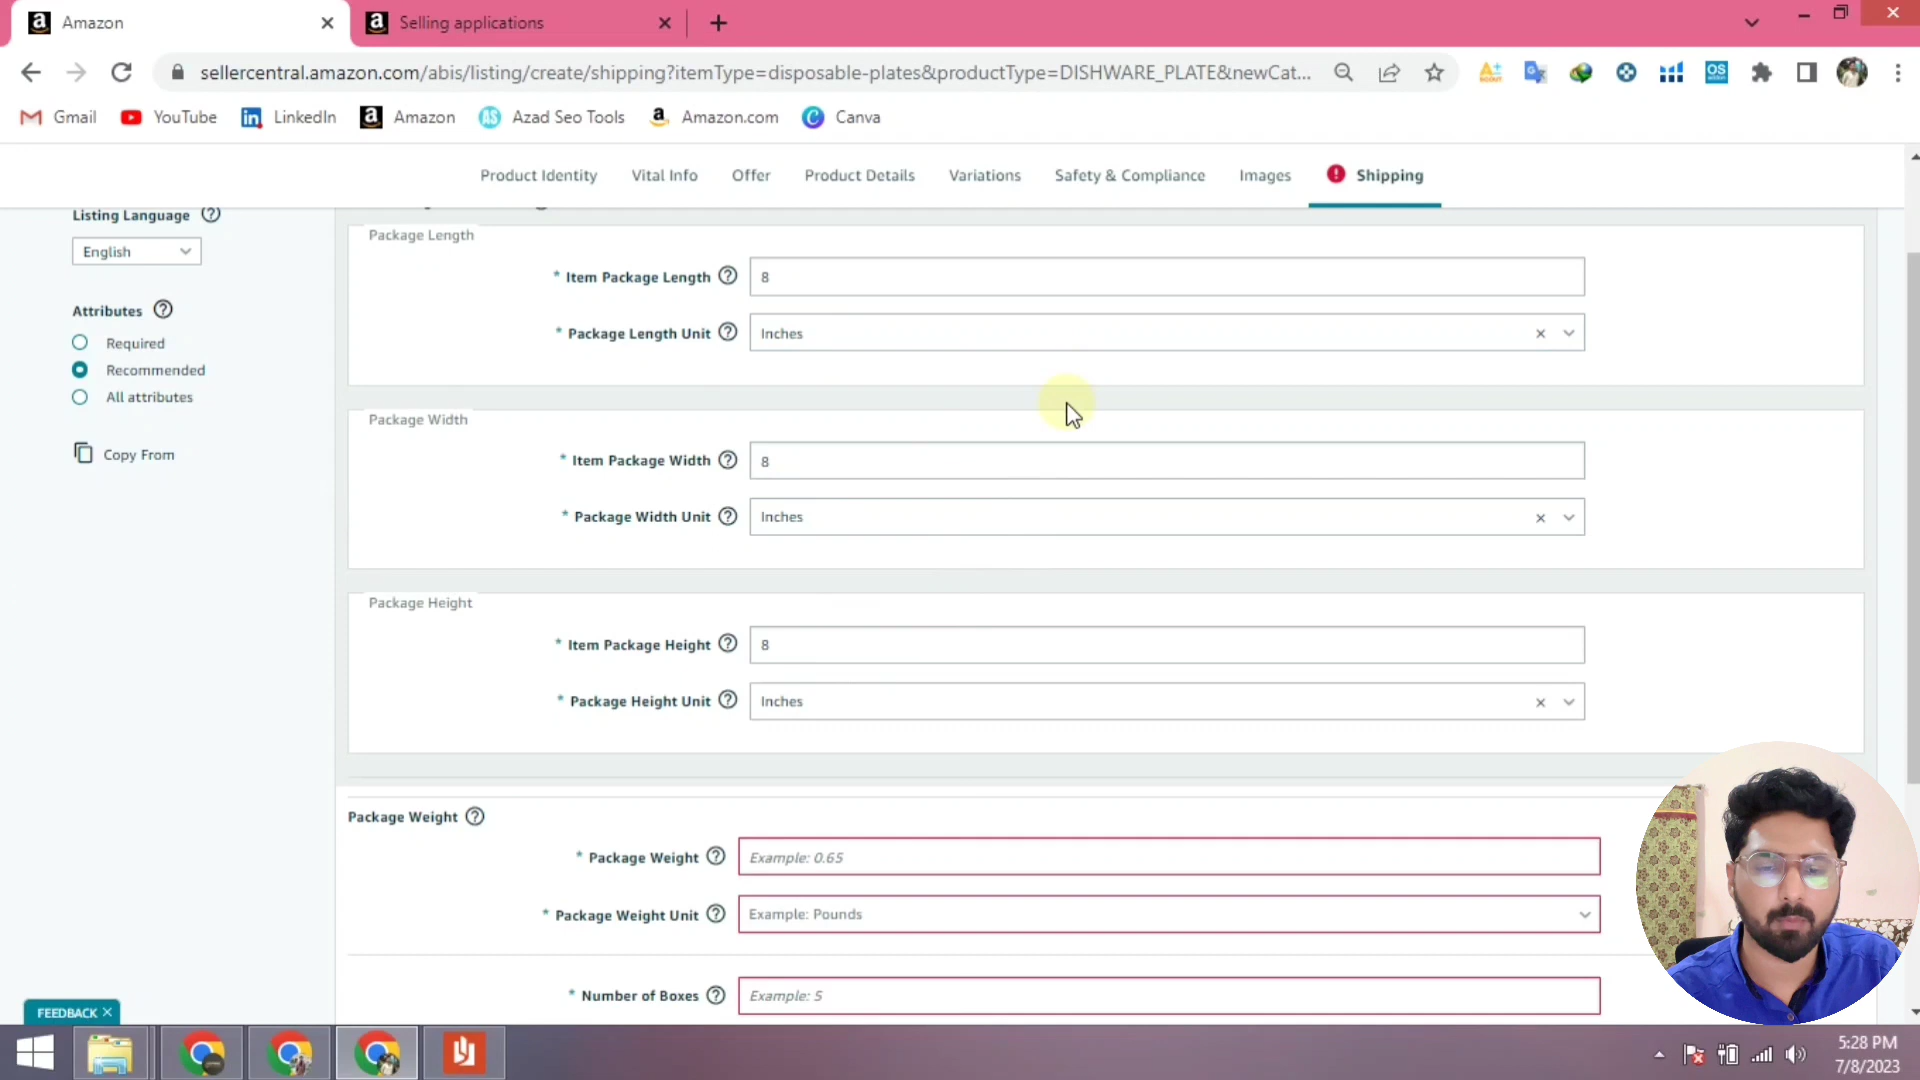 Amazon
Selling applications
sellercentral.amazon.com/abis/listing/create/shipping?itemType=disposable-plates&productType=DISHWARE_PLATE&newCat...
Gmail
YouTube
LinkedIn
Amazon
Azad Seo Tools
Amazon.com
Canva
Product Identity
Vital Info
Offer
Product Details
Variations
Safety & Compliance
Images
Shipping
Listing Language
English
Attributes
Required
Recommended
All attributes
Copy From
Package Length
* Item Package Length
8
* Package Length Unit
Inches
Package Width
* Item Package Width
8
* Package Width Unit
Inches
Package Height
* Item Package Height
8
* Package Height Unit
Inches
Package Weight
* Package Weight
Example: 0.65
* Package Weight Unit
Example: Pounds
* Number of Boxes
Example: 5
FEEDBACK
5:28 PM
7/8/2023